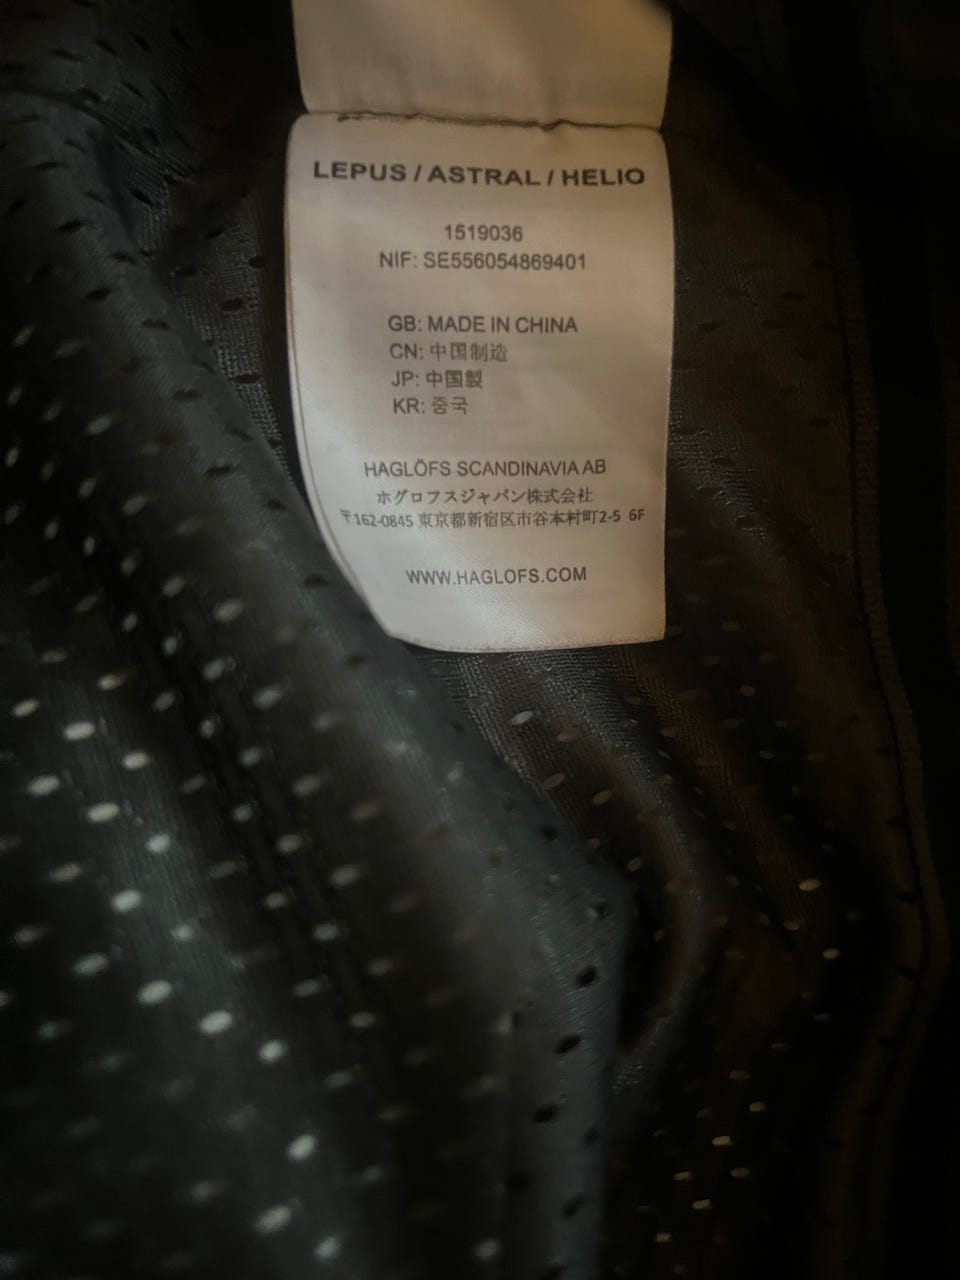 LEPUS / ASTRAL / HELIO
1519036
NIF: SE556054869401
GB: MADE IN CHINA
CN: 中国制造
JP: 中国製
KR: 중국
HAGLÖFS SCANDINAVIA AB
ホグロフスジャパン株式会社
〒162-0845 東京都新宿区市谷本村町2-5 6F
WWW.HAGLOFS.COM